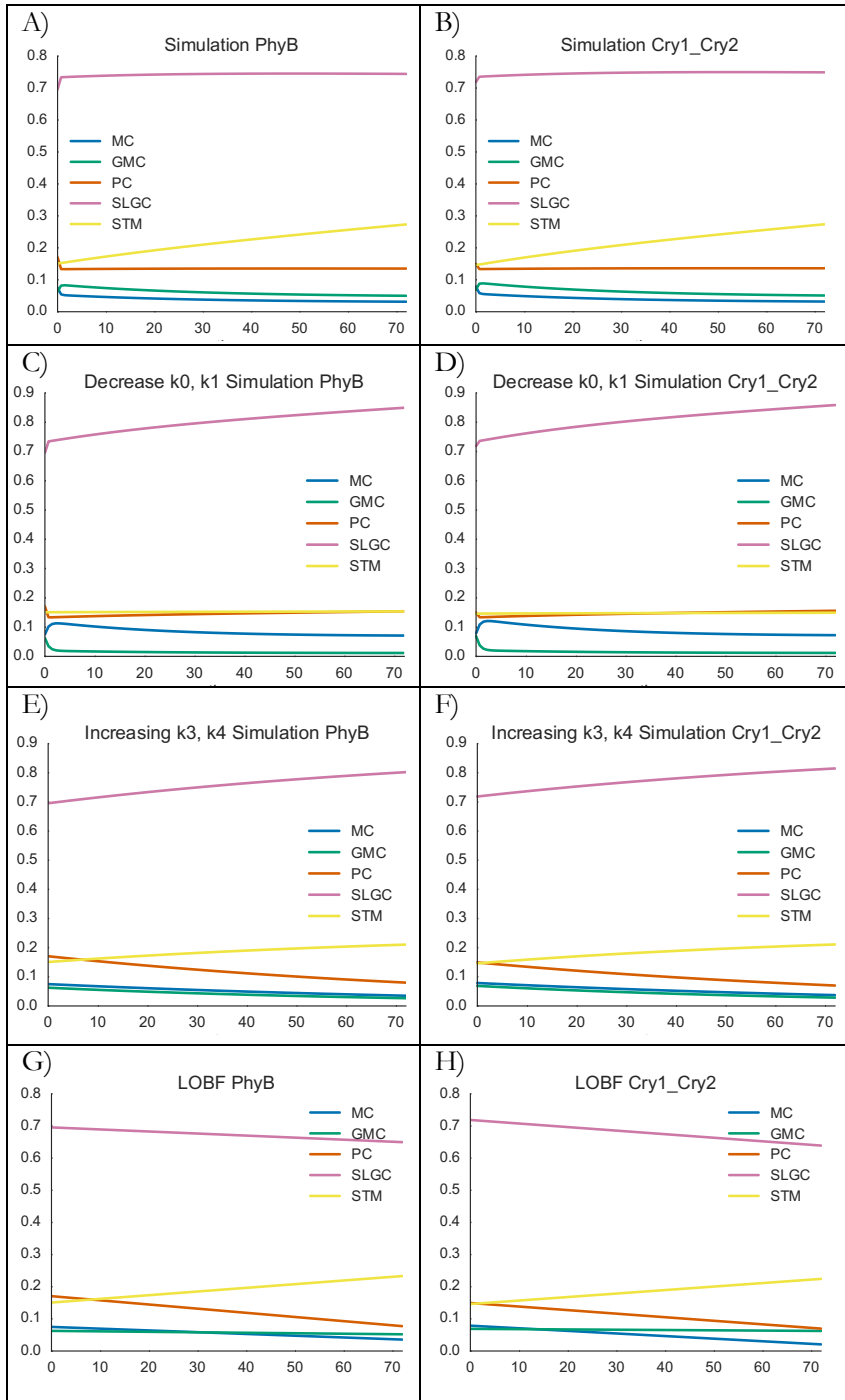 A)
Simulation PhyB
0.8
0.7
0.6
0.5
0.4
0.3
0.2
0.1
0.0
MC
GMC
PC
SLGC
STM
0 10 20 30 40 50 60 70
B)
Simulation Cry1_Cry2
0.8
0.7
0.6
0.5
0.4
0.3
0.2
0.1
0.0
MC
GMC
PC
SLGC
STM
0 10 20 30 40 50 60 70
C)
Decrease k0, k1 Simulation PhyB
0.9
0.8
0.7
0.6
0.5
0.4
0.3
0.2
0.1
0.0
MC
GMC
PC
SLGC
STM
0 10 20 30 40 50 60 70
D)
Decrease k0, k1 Simulation Cry1_Cry2
0.9
0.8
0.7
0.6
0.5
0.4
0.3
0.2
0.1
0.0
MC
GMC
PC
SLGC
STM
0 10 20 30 40 50 60 70
E)
Increasing k3, k4 Simulation PhyB
0.9
0.8
0.7
0.6
0.5
0.4
0.3
0.2
0.1
0.0
MC
GMC
PC
SLGC
STM
0 10 20 30 40 50 60 70
F)
Increasing k3, k4 Simulation Cry1_Cry2
0.9
0.8
0.7
0.6
0.5
0.4
0.3
0.2
0.1
0.0
MC
GMC
PC
SLGC
STM
0 10 20 30 40 50 60 70
G)
LOBF PhyB
0.8
0.7
0.6
0.5
0.4
0.3
0.2
0.1
0.0
MC
GMC
PC
SLGC
STM
0 10 20 30 40 50 60 70
H)
LOBF Cry1_Cry2
0.8
0.7
0.6
0.5
0.4
0.3
0.2
0.1
0.0
MC
GMC
PC
SLGC
STM
0 10 20 30 40 50 60 70